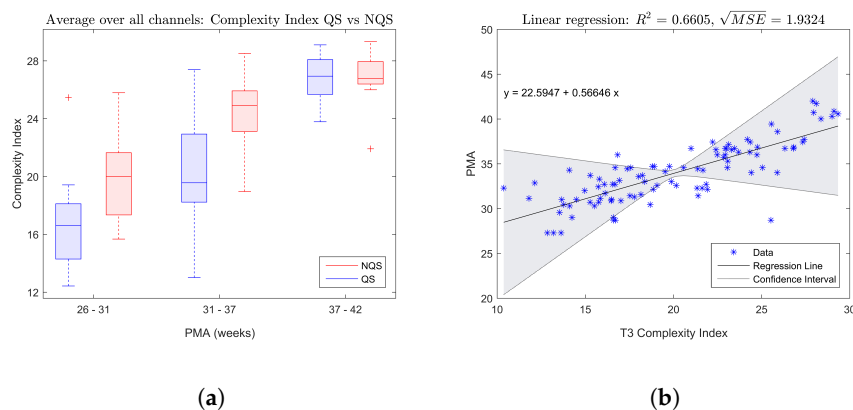 Average over all channels: Complexity Index QS vs NQS
Complexity Index
28
24
20
16
12
NQS
QS
26 - 31
31 - 37
37 - 42
PMA (weeks)
(a)
Linear regression: R² = 0.6605, √MSE = 1.9324
PMA
50
45
40
35
30
25
20
y = 22.5947 + 0.56646 x
Data
Regression Line
Confidence Interval
10
15
20
25
30
T3 Complexity Index
(b)